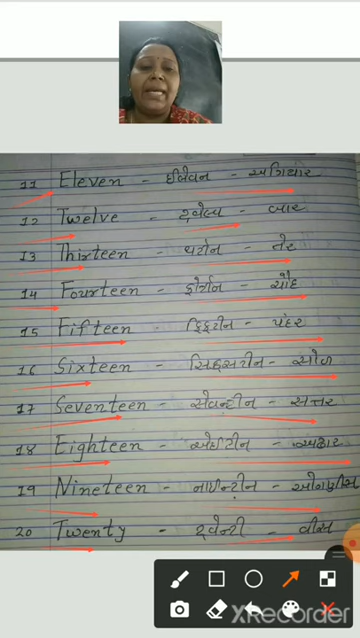 11 Eleven - ઈલેવન - અગિયાર
12 Twelve - ટ્વેલ્વ - બાર
13 Thirteen - થર્ટીન - તેર
14 Fourteen - ફોર્ટીન - ચૌદ
15 Fifteen - ફિફ્ટીન - પંદર
16 Sixteen - સિક્સટીન - સોળ
17 Seventeen - સેવન્ટીન - સત્તર
18 Eighteen - એઈટીન - અઢાર
19 Nineteen - નાઈન્ટીન - ઓગણીસ
20 Twenty - ટ્વેન્ટી - વીસ
XRECORDER